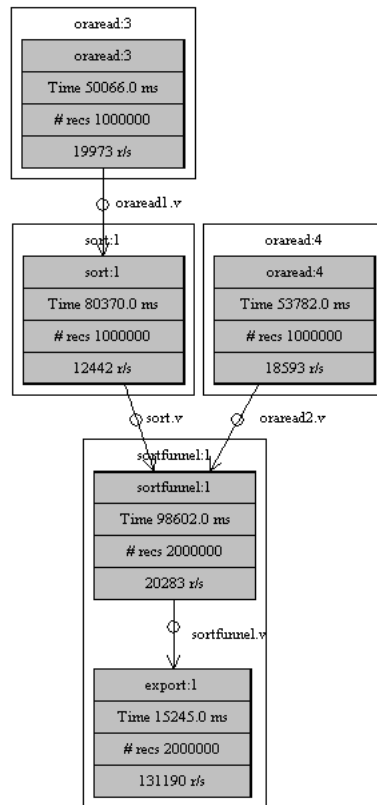 oraread:3
oraread:3
Time 50066.0 ms
# recs 1000000
19973 r/s
oraread1.v
sort:1
sort:1
Time 80370.0 ms
# recs 1000000
12442 r/s
oraread:4
oraread:4
Time 53782.0 ms
# recs 1000000
18593 r/s
sort.v
oraread2.v
sortfunnel:1
sortfunnel:1
Time 98602.0 ms
# recs 2000000
20283 r/s
sortfunnel.v
export:1
Time 15245.0 ms
# recs 2000000
131190 r/s